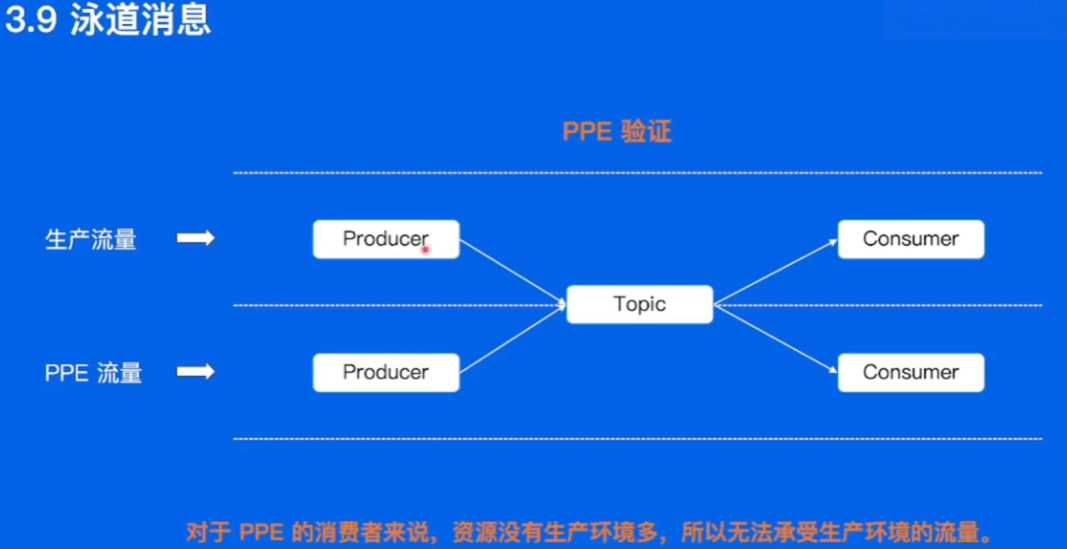 3.9 泳道消息
PPE 验证
生产流量
Producer
Consumer
Topic
PPE 流量
Producer
Consumer
对于 PPE 的消费者来说，资源没有生产环境多，所以无法承受生产环境的流量。